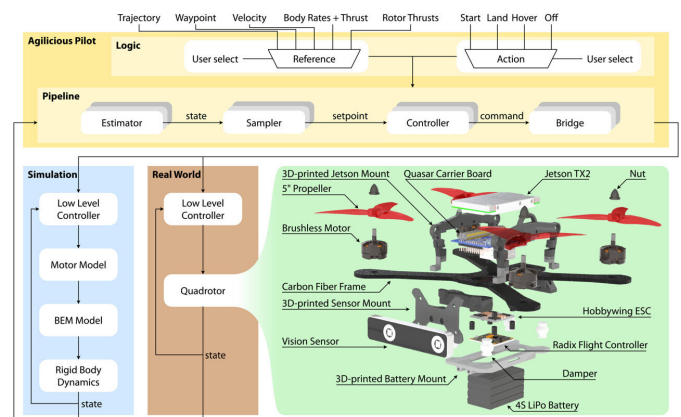 Trajectory Waypoint Velocity Body Rates + Thrust Rotor Thrusts Start Land Hover Off
Agilicious Pilot
Logic
User select
Reference
Action
User select
Pipeline
Estimator
state
Sampler
setpoint
Controller
command
Bridge
Simulation
Low Level
Controller
Motor Model
BEM Model
Rigid Body
Dynamics
state
Real World
Low Level
Controller
Quadrotor
state
3D-printed Jetson Mount
Quasar Carrier Board
Jetson TX2
Nut
5" Propeller
Brushless Motor
Carbon Fiber Frame
3D-printed Sensor Mount
Hobbywing ESC
Vision Sensor
Radix Flight Controller
Damper
3D-printed Battery Mount
4S LiPo Battery